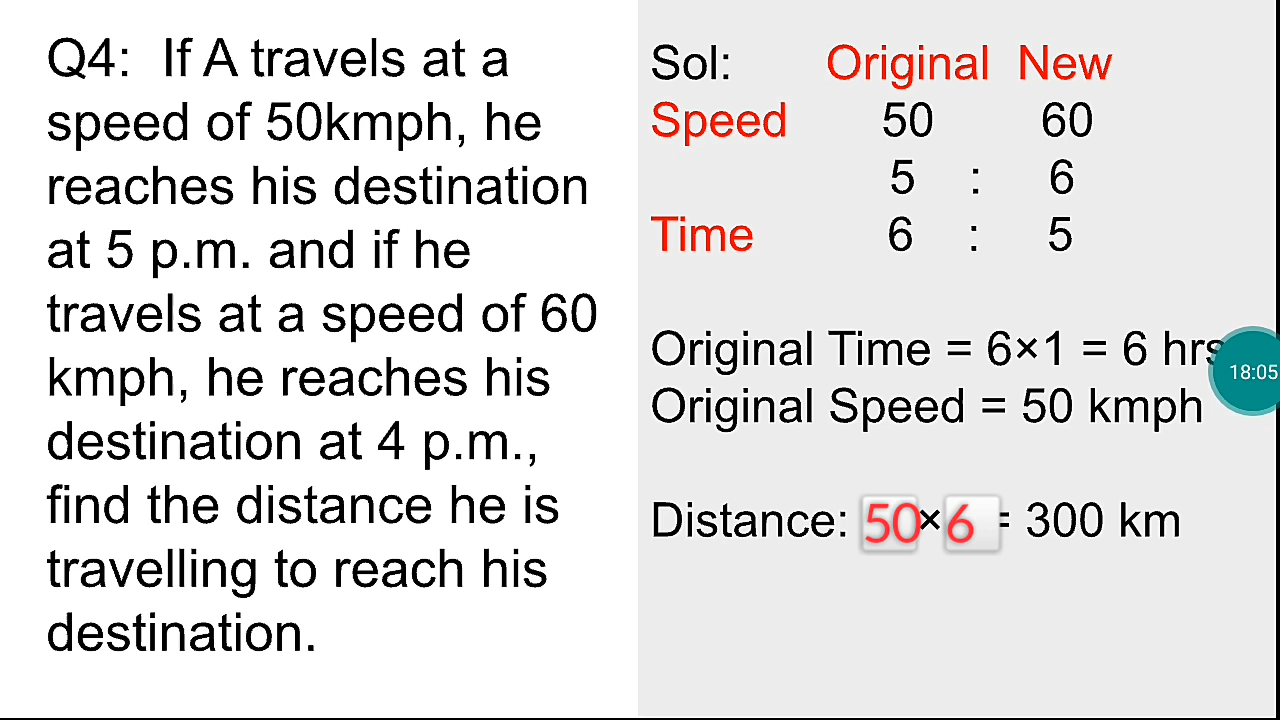 Q4: If A travels at a
speed of 50kmph, he
reaches his destination
at 5 p.m. and if he
travels at a speed of 60
kmph, he reaches his
destination at 4 p.m.,
find the distance he is
travelling to reach his
destination.
Sol: Original New
Speed 50 60
5 : 6
Time 6 : 5
Original Time = 6×1 = 6 hrs
Original Speed = 50 kmph
Distance: 50×6 = 300 km
18:05